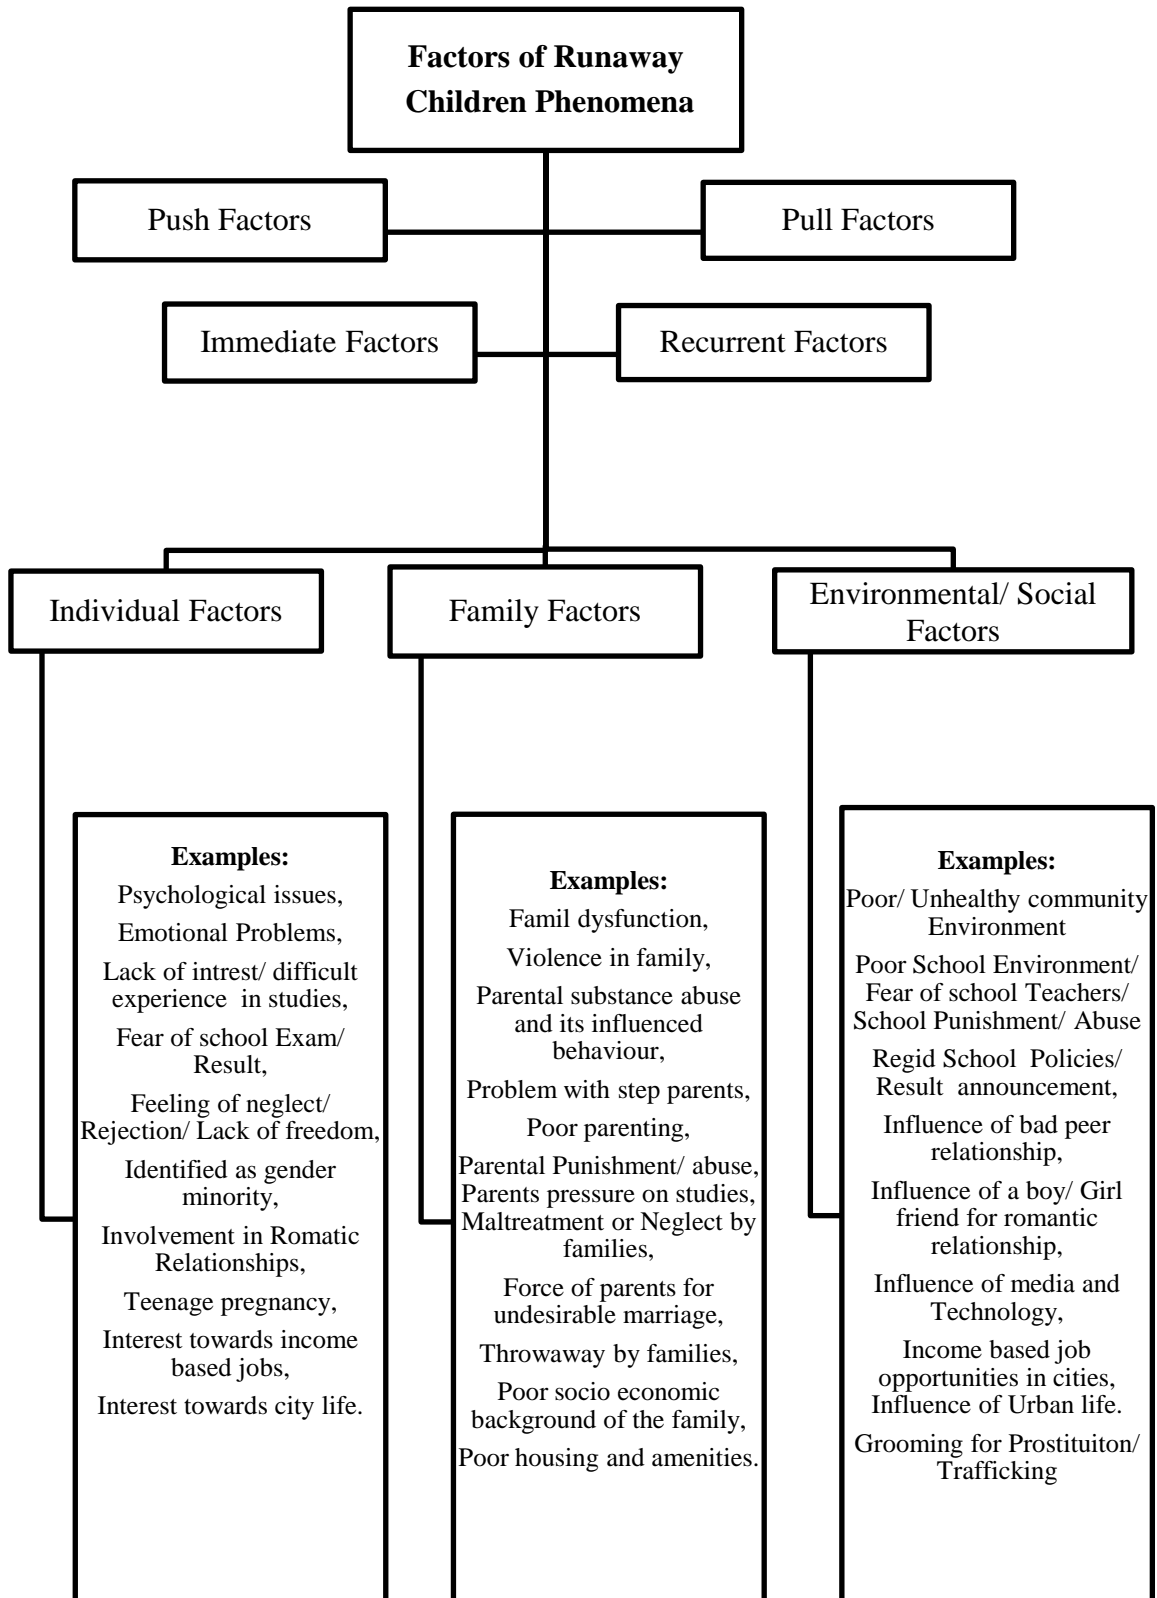 Factors of Runaway
Children Phenomena
Push Factors
Pull Factors
Immediate Factors
Recurrent Factors
Individual Factors
Family Factors
Environmental/ Social
Factors
Examples:
Psychological issues,
Emotional Problems,
Lack of intrest/ difficult
experience in studies,
Fear of school Exam/
Result,
Feeling of neglect/
Rejection/ Lack of freedom,
Identified as gender
minority,
Involvement in Romatic
Relationships,
Teenage pregnancy,
Interest towards income
based jobs,
Interest towards city life.
Examples:
Famil dysfunction,
Violence in family,
Parental substance abuse
and its influenced
behaviour,
Problem with step parents,
Poor parenting,
Parental Punishment/ abuse,
Parents pressure on studies,
Maltreatment or Neglect by
families,
Force of parents for
undesirable marriage,
Throwaway by families,
Poor socio economic
background of the family,
Poor housing and amenities.
Examples:
Poor/ Unhealthy community
Environment
Poor School Environment/
Fear of school Teachers/
School Punishment/ Abuse
Regid School Policies/
Result announcement,
Influence of bad peer
relationship,
Influence of a boy/ Girl
friend for romantic
relationship,
Influence of media and
Technology,
Income based job
opportunities in cities,
Influence of Urban life.
Grooming for Prostituiton/
Trafficking